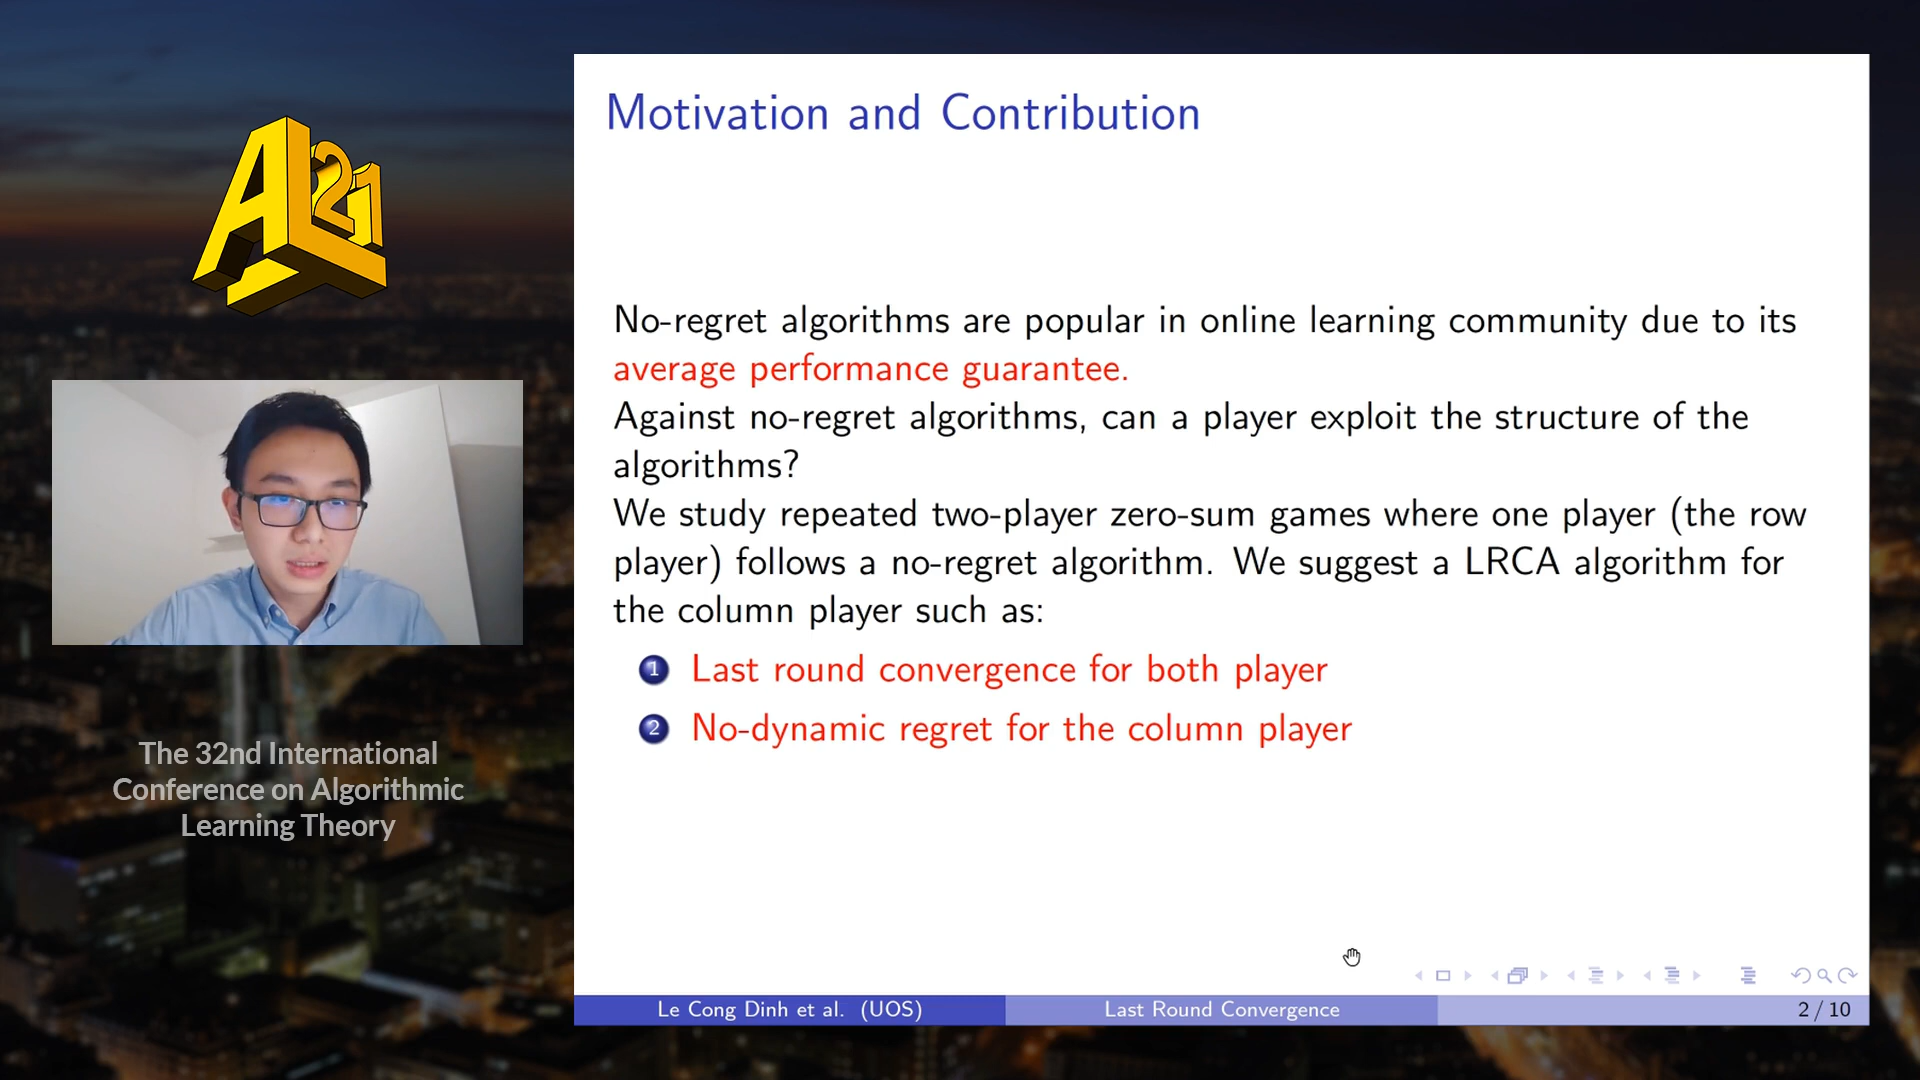 ALT21
The 32nd International
Conference on Algorithmic
Learning Theory
Motivation and Contribution
No-regret algorithms are popular in online learning community due to its
average performance guarantee.
Against no-regret algorithms, can a player exploit the structure of the
algorithms?
We study repeated two-player zero-sum games where one player (the row
player) follows a no-regret algorithm. We suggest a LRCA algorithm for
the column player such as:
1 Last round convergence for both player
2 No-dynamic regret for the column player
Le Cong Dinh et al. (UOS)
Last Round Convergence
2 / 10